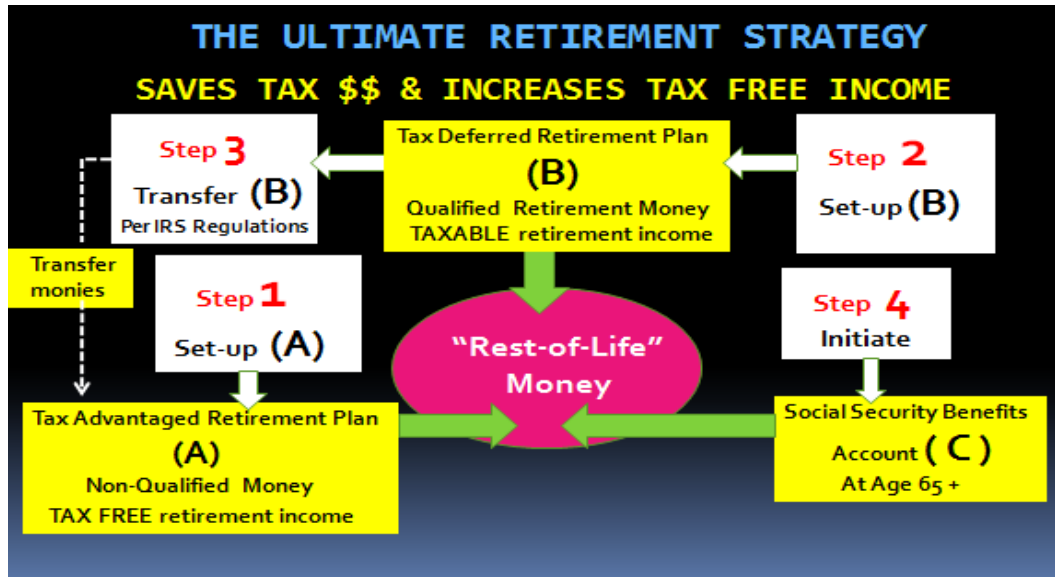 THE ULTIMATE RETIREMENT STRATEGY
SAVES TAX $$ & INCREASES TAX FREE INCOME
Step 3
Transfer (B)
Per IRS Regulations
Tax Deferred Retirement Plan
(B)
Qualified Retirement Money
TAXABLE retirement income
Step 2
Set-up (B)
Transfer
monies
Step 1
Set-up (A)
"Rest-of-Life"
Money
Step 4
Initiate
Tax Advantaged Retirement Plan
(A)
Non-Qualified Money
TAX FREE retirement income
Social Security Benefits
Account ( C )
At Age 65 +